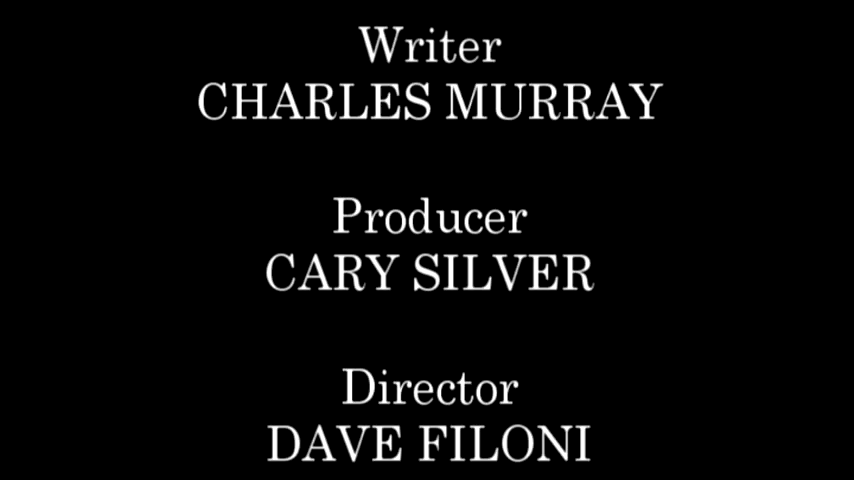 Writer
CHARLES MURRAY
Producer
CARY SILVER
Director
DAVE FILONI